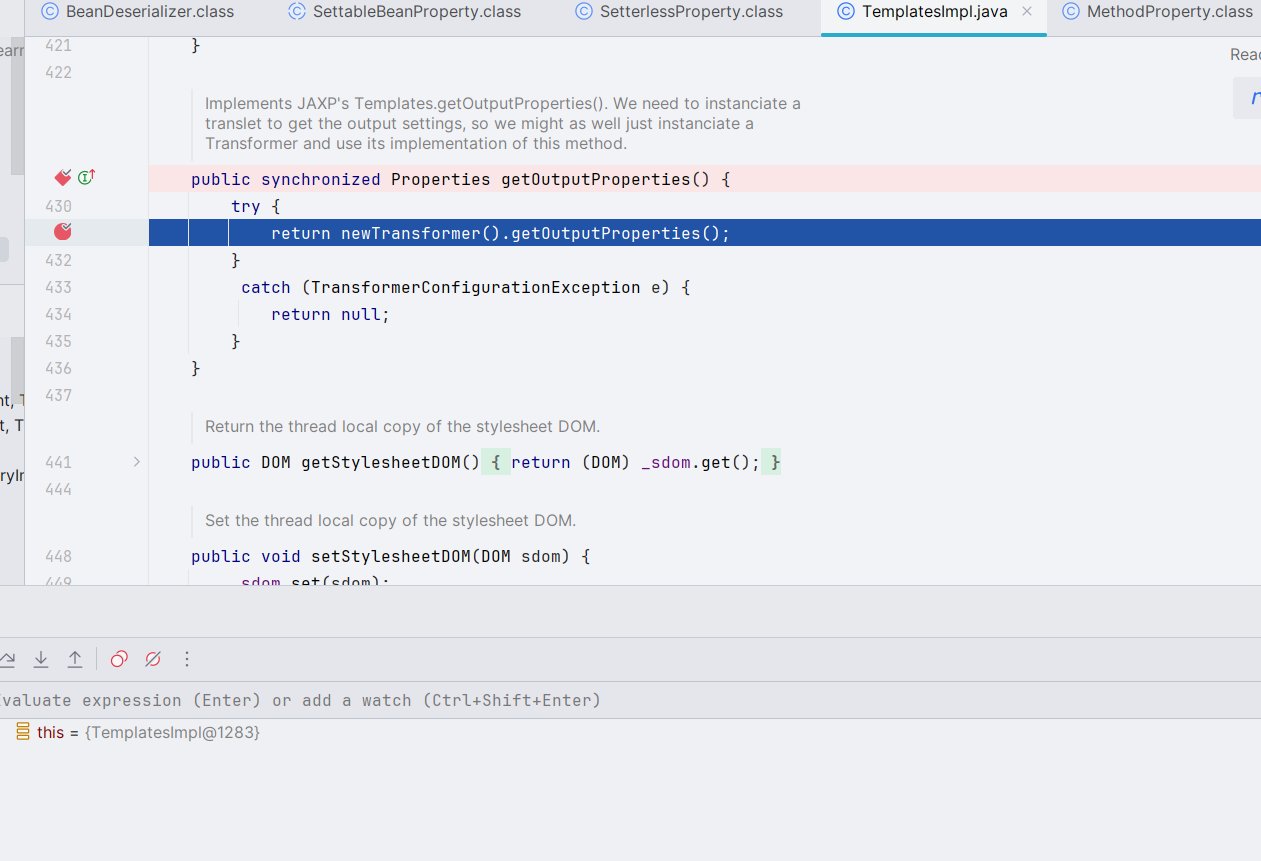 BeanDeserializer.class SettableBeanProperty.class SetterlessProperty.class TemplatesImpl.java MethodProperty.class
421 }
422
Implements JAXP's Templates.getOutputProperties(). We need to instanciate a
translet to get the output settings, so we might as well just instanciate a
Transformer and use its implementation of this method.
public synchronized Properties getOutputProperties() {
430 try {
return newTransformer().getOutputProperties();
432 }
433 catch (TransformerConfigurationException e) {
434 return null;
435 }
436 }
437
Return the thread local copy of the stylesheet DOM.
441 public DOM getStylesheetDOM() { return (DOM) _sdom.get(); }
444
Set the thread local copy of the stylesheet DOM.
448 public void setStylesheetDOM(DOM sdom) {
449 _sdom.set(sdom);
valuate expression (Enter) or add a watch (Ctrl+Shift+Enter)
this = {TemplatesImpl@1283}